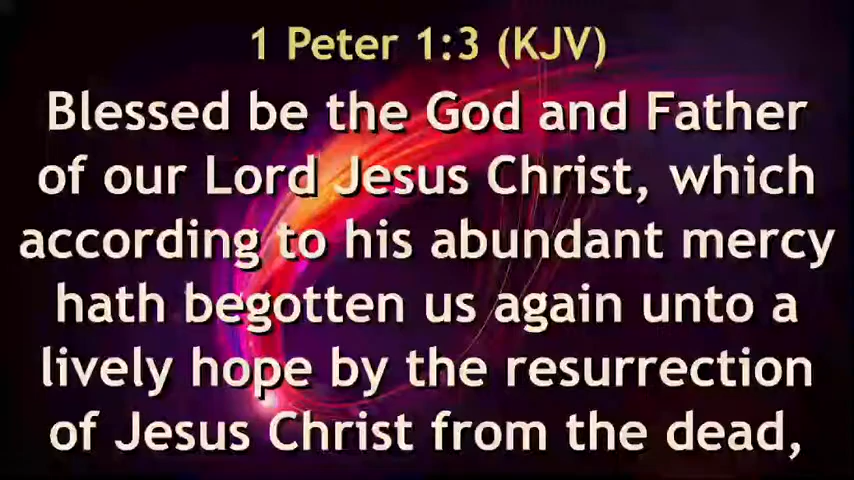 1 Peter 1:3 (KJV)
Blessed be the God and Father
of our Lord Jesus Christ, which
according to his abundant mercy
hath begotten us again unto a
lively hope by the resurrection
of Jesus Christ from the dead,